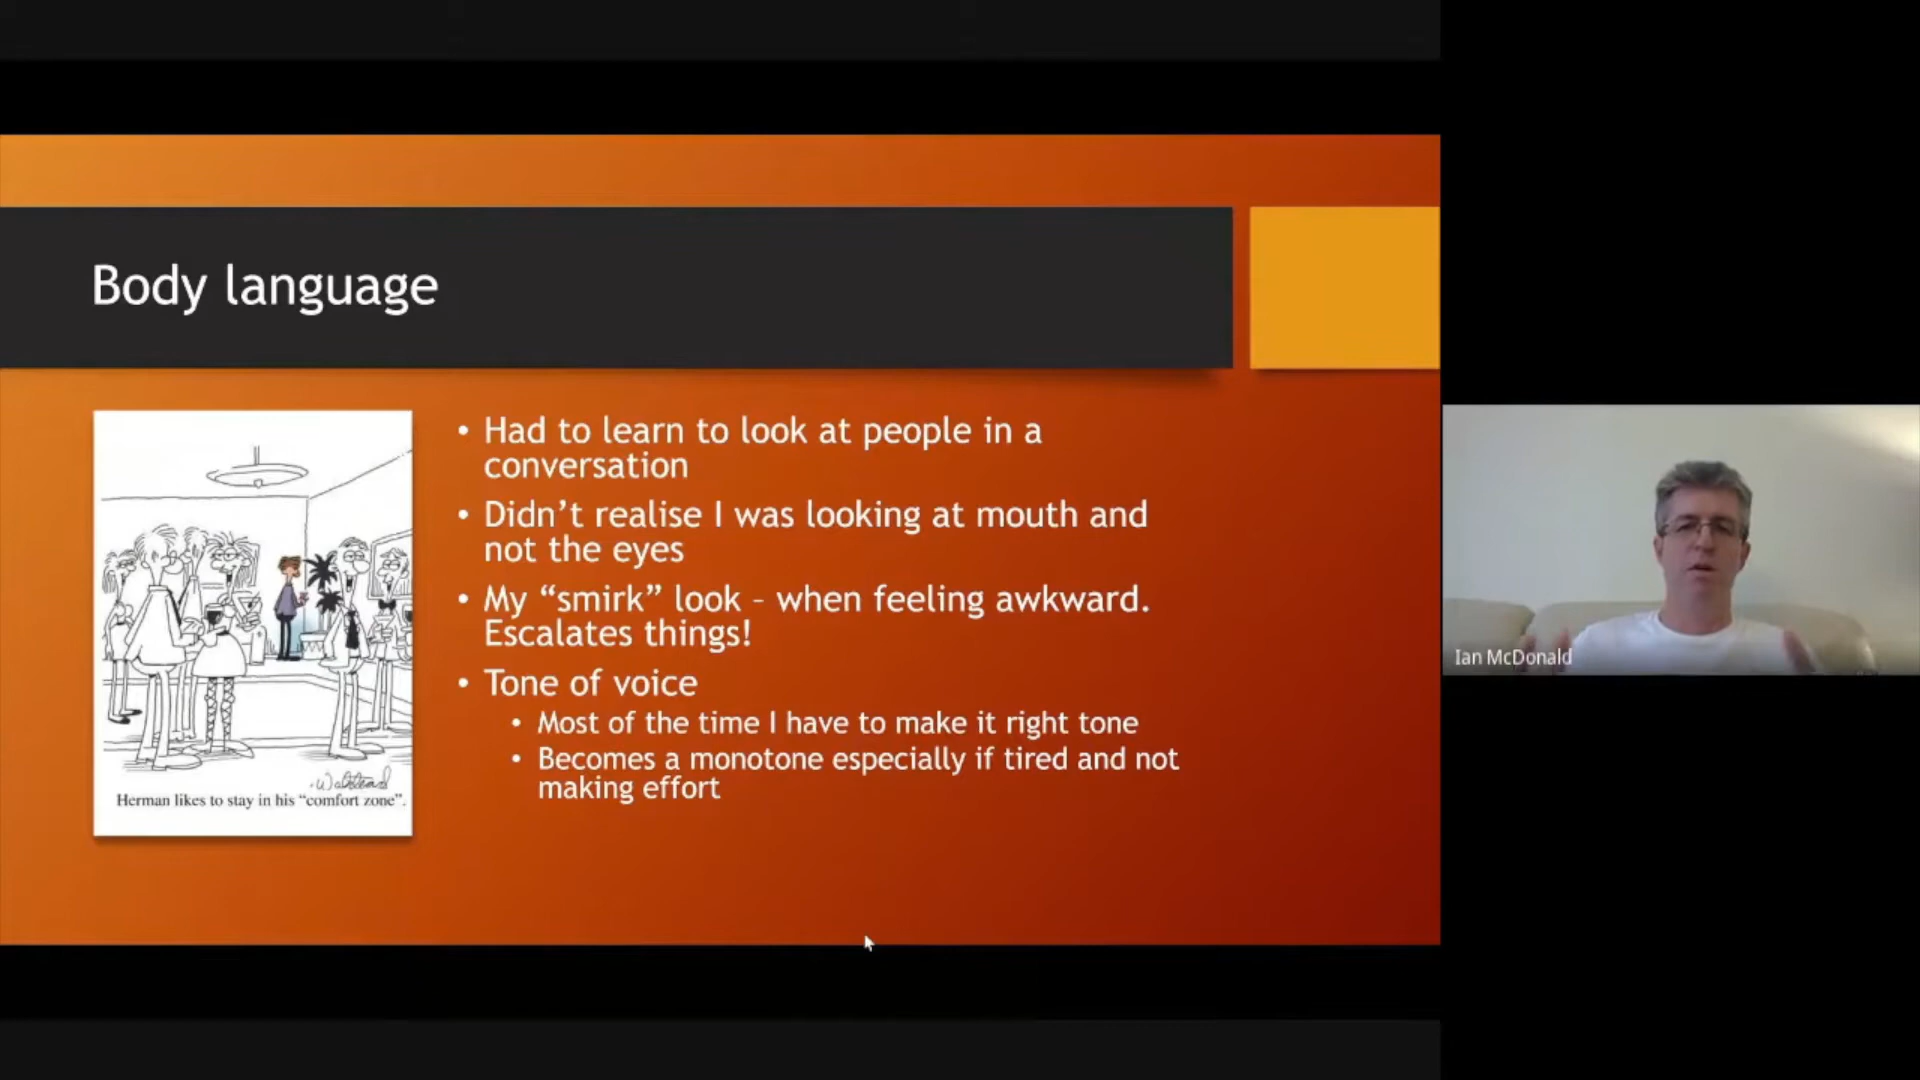 Body language
• Had to learn to look at people in a
conversation
• Didn’t realise I was looking at mouth and
not the eyes
• My “smirk” look – when feeling awkward.
Escalates things!
• Tone of voice
• Most of the time I have to make it right tone
• Becomes a monotone especially if tired and not
making effort
Herman likes to stay in his “comfort zone”.
Ian McDonald